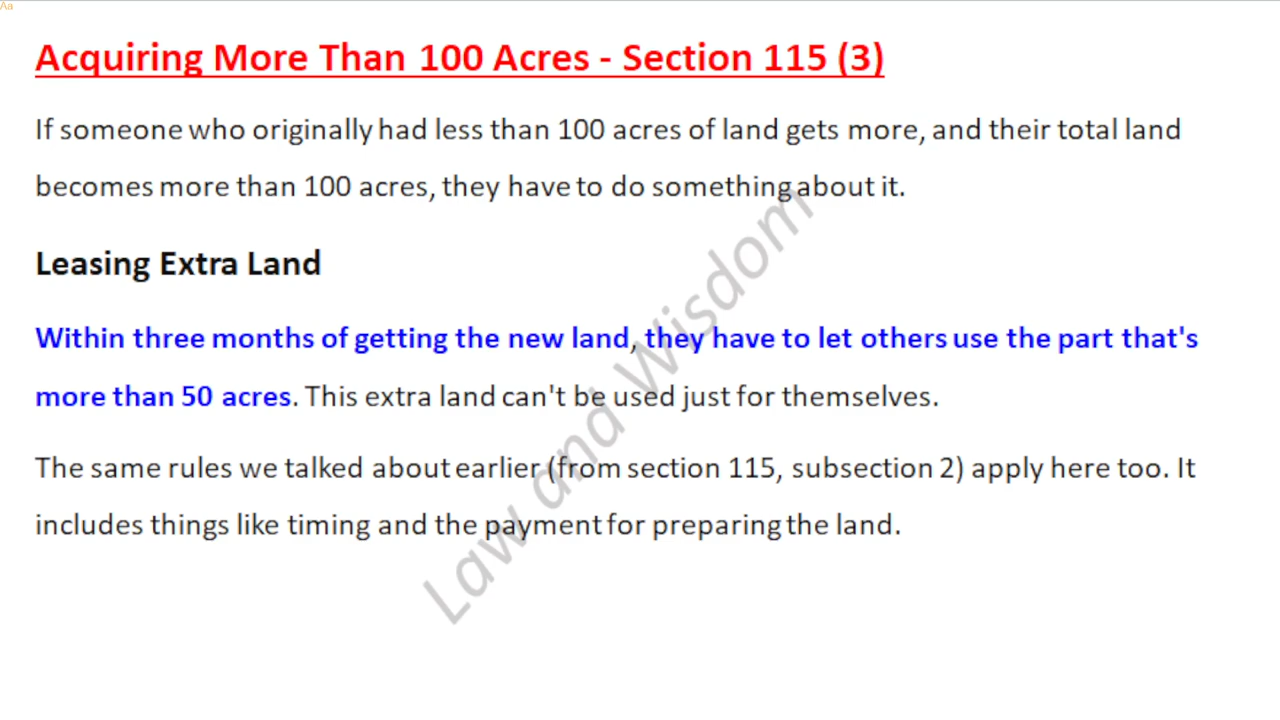 Aa
Acquiring More Than 100 Acres - Section 115 (3)
If someone who originally had less than 100 acres of land gets more, and their total land
becomes more than 100 acres, they have to do something about it.
Leasing Extra Land
Within three months of getting the new land, they have to let others use the part that's
more than 50 acres. This extra land can't be used just for themselves.
The same rules we talked about earlier (from section 115, subsection 2) apply here too. It
includes things like timing and the payment for preparing the land.
Law and Wisdom